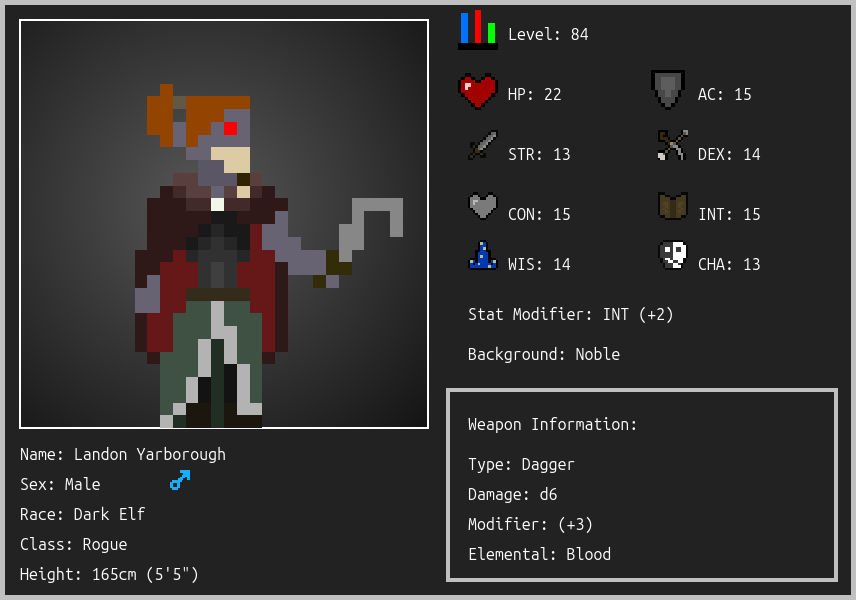 Level: 84
HP: 22
AC: 15
STR: 13
DEX: 14
CON: 15
INT: 15
WIS: 14
CHA: 13
Stat Modifier: INT (+2)
Background: Noble
Weapon Information:
Type: Dagger
Damage: d6
Modifier: (+3)
Elemental: Blood
Name: Landon Yarborough
Sex: Male
Race: Dark Elf
Class: Rogue
Height: 165cm (5'5")